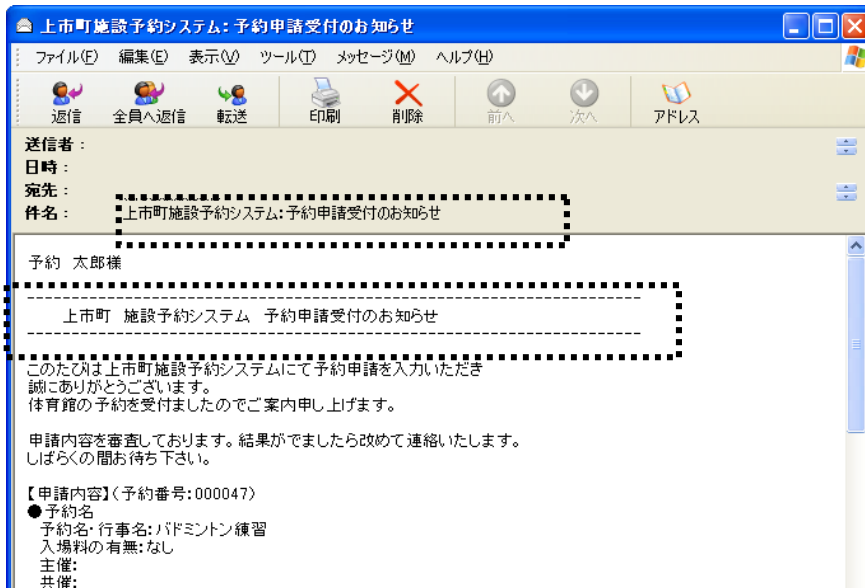 上市町施設予約システム:予約申請受付のお知らせ
ファイル(F) 編集(E) 表示(V) ツール(T) メッセージ(M) ヘルプ(H)
返信 全員へ返信 転送 印刷 削除 前へ 次へ アドレス
送信者:
日時:
宛先:
件名: 上市町施設予約システム:予約申請受付のお知らせ
予約 太郎様
----------------------------------------------------------------------
上市町 施設予約システム 予約申請受付のお知らせ
----------------------------------------------------------------------
このたびは上市町施設予約システムにて予約申請を入力いただき
誠にありがとうございます。
体育館の予約を受付ましたのでご案内申し上げます。
申請内容を審査しております。結果がでましたら改めて連絡いたします。
しばらくの間お待ち下さい。
【申請内容】(予約番号:000047)
●予約名
予約名・行事名:バドミントン練習
入場料の有無:なし
主催:
共催: